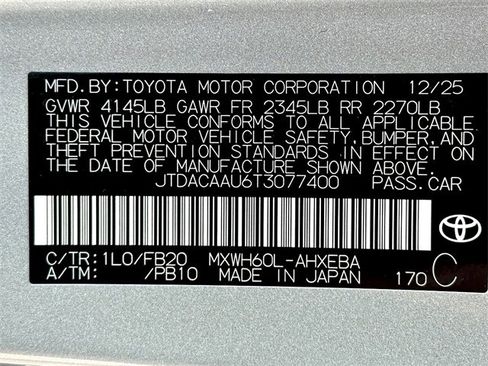 MFD.BY:TOYOTA MOTOR CORPORATION 12/25
GVWR 4145LB GAWR FR 2345LB RR 2270LB
THIS VEHICLE CONFORMS TO ALL APPLICABLE
FEDERAL MOTOR VEHICLE SAFETY,BUMPER,AND
THEFT PREVENTION STANDARDS IN EFFECT ON
THE DATE OF MANUFACTURE SHOWN ABOVE.
JTDACAAU6T3077400 PASS.CAR
C/TR:1L0/FB20 MXWH60L-AHXEBA
A/TM: /PB10 MADE IN JAPAN 170 C